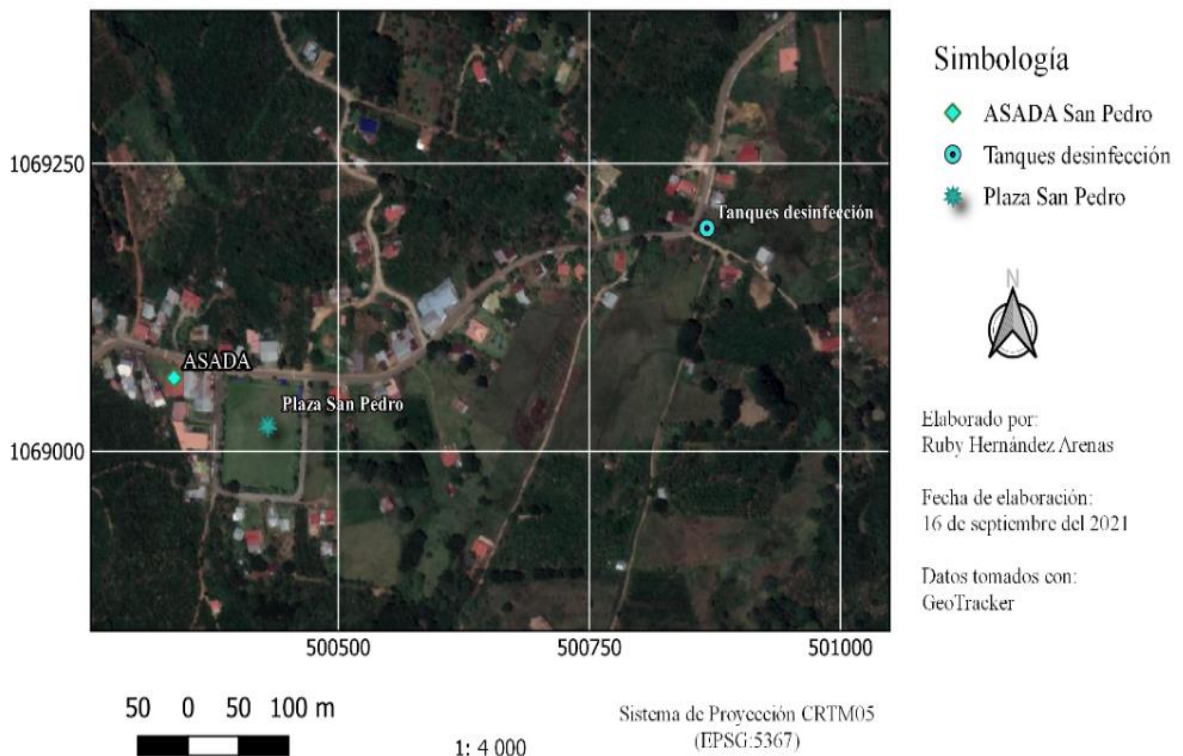 Simbología
ASADA San Pedro
Tanques desinfección
Plaza San Pedro
1069250
Tanques desinfección
ASADA
Plaza San Pedro
1069000
N
Elaborado por:
Ruby Hernández Arenas
Fecha de elaboración:
16 de septiembre del 2021
Datos tomados con:
GeoTracker
500500
500750
501000
50 0 50 100 m
1: 4 000
Sistema de Proyección CRTM05
(EPSG:5367)